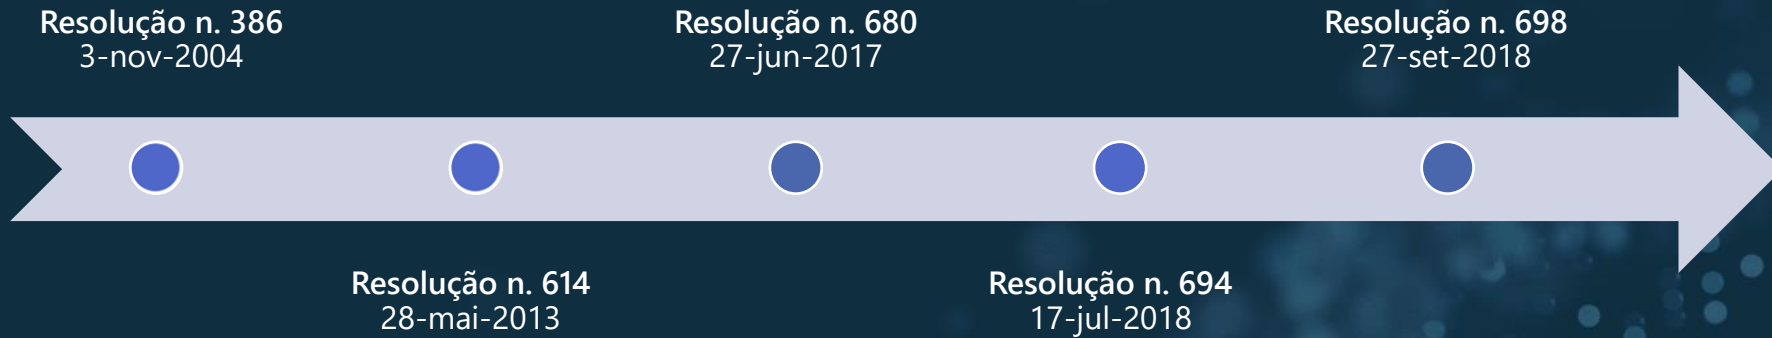 Resolução n. 386
3-nov-2004
Resolução n. 680
27-jun-2017
Resolução n. 698
27-set-2018
Resolução n. 614
28-mai-2013
Resolução n. 694
17-jul-2018